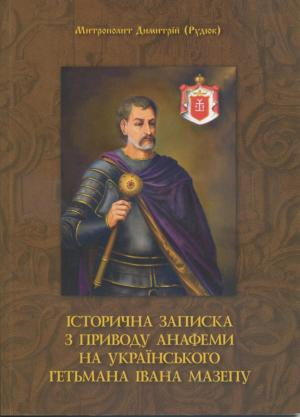 Митрополит Димитрій (Рудюк)
ІСТОРИЧНА ЗАПИСКА
З ПРИВОДУ АНАФЕМИ
НА УКРАЇНСЬКОГО
ГЕТЬМАНА ІВАНА МАЗЕПУ